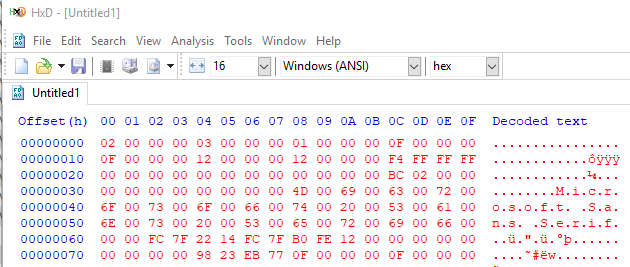 HxD - [Untitled1]
File Edit Search View Analysis Tools Window Help
16 Windows (ANSI) hex
Untitled1
Offset(h) 00 01 02 03 04 05 06 07 08 09 0A 0B 0C 0D 0E 0F Decoded text
00000000 02 00 00 00 03 00 00 00 01 00 00 00 0F 00 00 00 ................
00000010 0F 00 00 00 12 00 00 00 12 00 00 00 F4 FF FF FF ............ôÿÿÿ
00000020 00 00 00 00 00 00 00 00 00 00 00 00 BC 02 00 00 ............¼...
00000030 00 00 00 00 00 00 00 00 4D 00 69 00 63 00 72 00 ........M.i.c.r.
00000040 6F 00 73 00 6F 00 66 00 74 00 20 00 53 00 61 00 o.s.o.f.t. .S.a.
00000050 6E 00 73 00 20 00 53 00 65 00 72 00 69 00 66 00 n.s. .S.e.r.i.f.
00000060 00 00 FC 7F 22 14 FC 7F B0 FE 12 00 00 00 00 00 ..ü.".ü.°þ......
00000070 00 00 00 00 98 23 EB 77 0F 00 00 00 0F 00 00 00 ....˜#ëw........